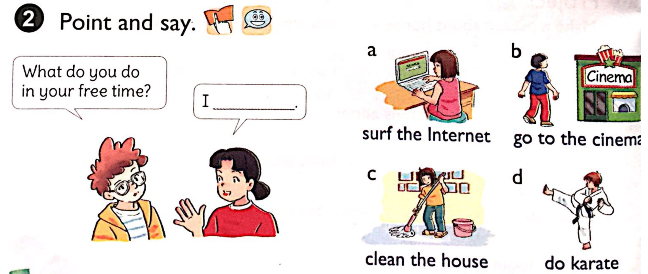 2 Point and say.
What do you do
in your free time?
I ____________.
a
surf the Internet
b
Cinema
go to the cinema
c
clean the house
d
do karate